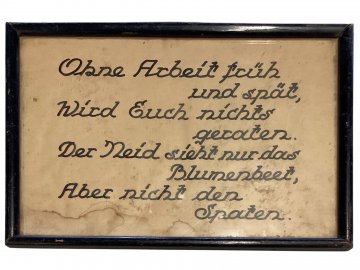 Ohne Arbeit früh
und spät,
Wird Euch nichts
geraten.
Der Neid sieht nur das
Blumenbeet,
Aber nicht den
Spaten.